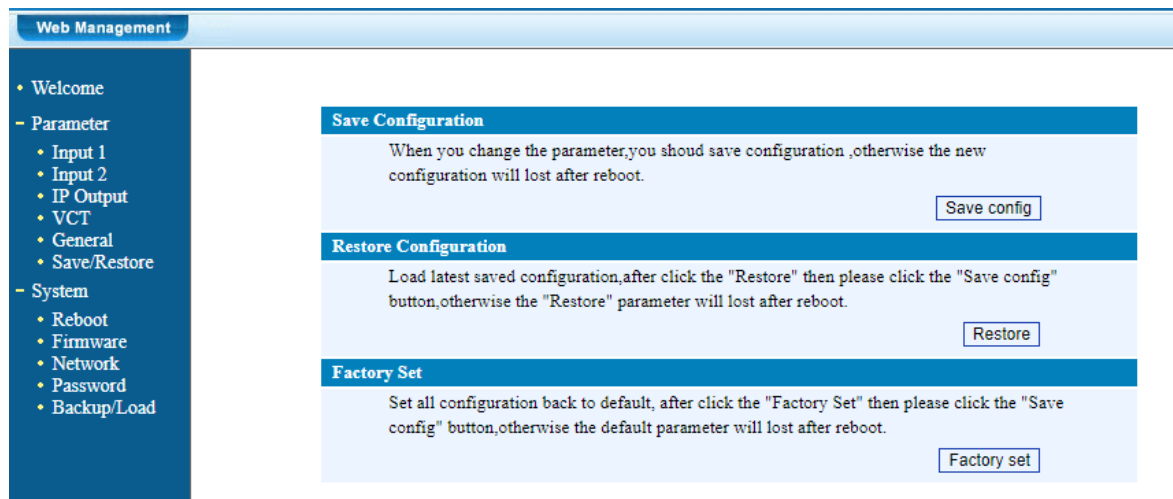 Web Management
Welcome
Parameter
Input 1
Input 2
IP Output
VCT
General
Save/Restore
System
Reboot
Firmware
Network
Password
Backup/Load
Save Configuration
When you change the parameter,you shoud save configuration ,otherwise the new
configuration will lost after reboot.
Save config
Restore Configuration
Load latest saved configuration,after click the "Restore" then please click the "Save config"
button,otherwise the "Restore" parameter will lost after reboot.
Restore
Factory Set
Set all configuration back to default, after click the "Factory Set" then please click the "Save
config" button,otherwise the default parameter will lost after reboot.
Factory set